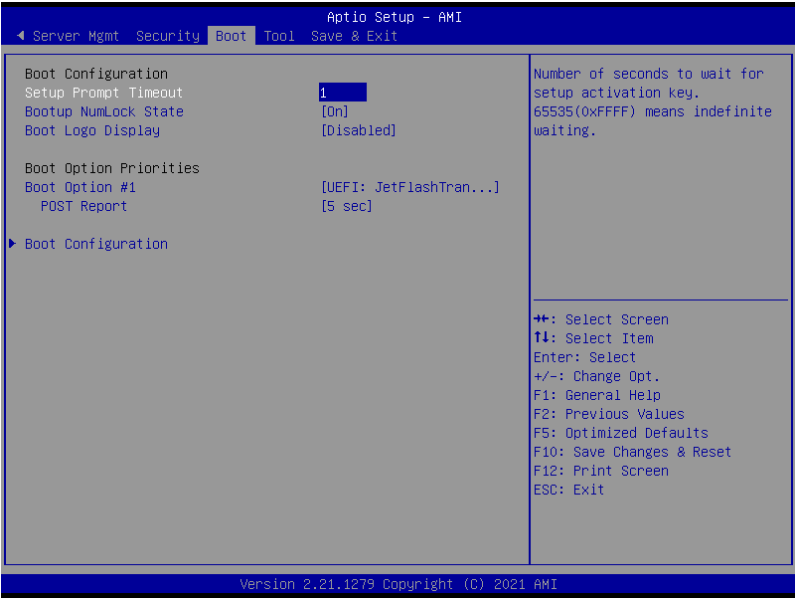 Aptio Setup – AMI
Server Mgmt Security Boot Tool Save & Exit
Boot Configuration
Setup Prompt Timeout 1
Bootup NumLock State [On]
Boot Logo Display [Disabled]
Boot Option Priorities
Boot Option #1 [UEFI: JetFlashTran...]
POST Report [5 sec]
Boot Configuration
Number of seconds to wait for
setup activation key.
65535(0xFFFF) means indefinite
waiting.
→←: Select Screen
↑↓: Select Item
Enter: Select
+/-: Change Opt.
F1: General Help
F2: Previous Values
F5: Optimized Defaults
F10: Save Changes & Reset
F12: Print Screen
ESC: Exit
Version 2.21.1279 Copyright (C) 2021 AMI